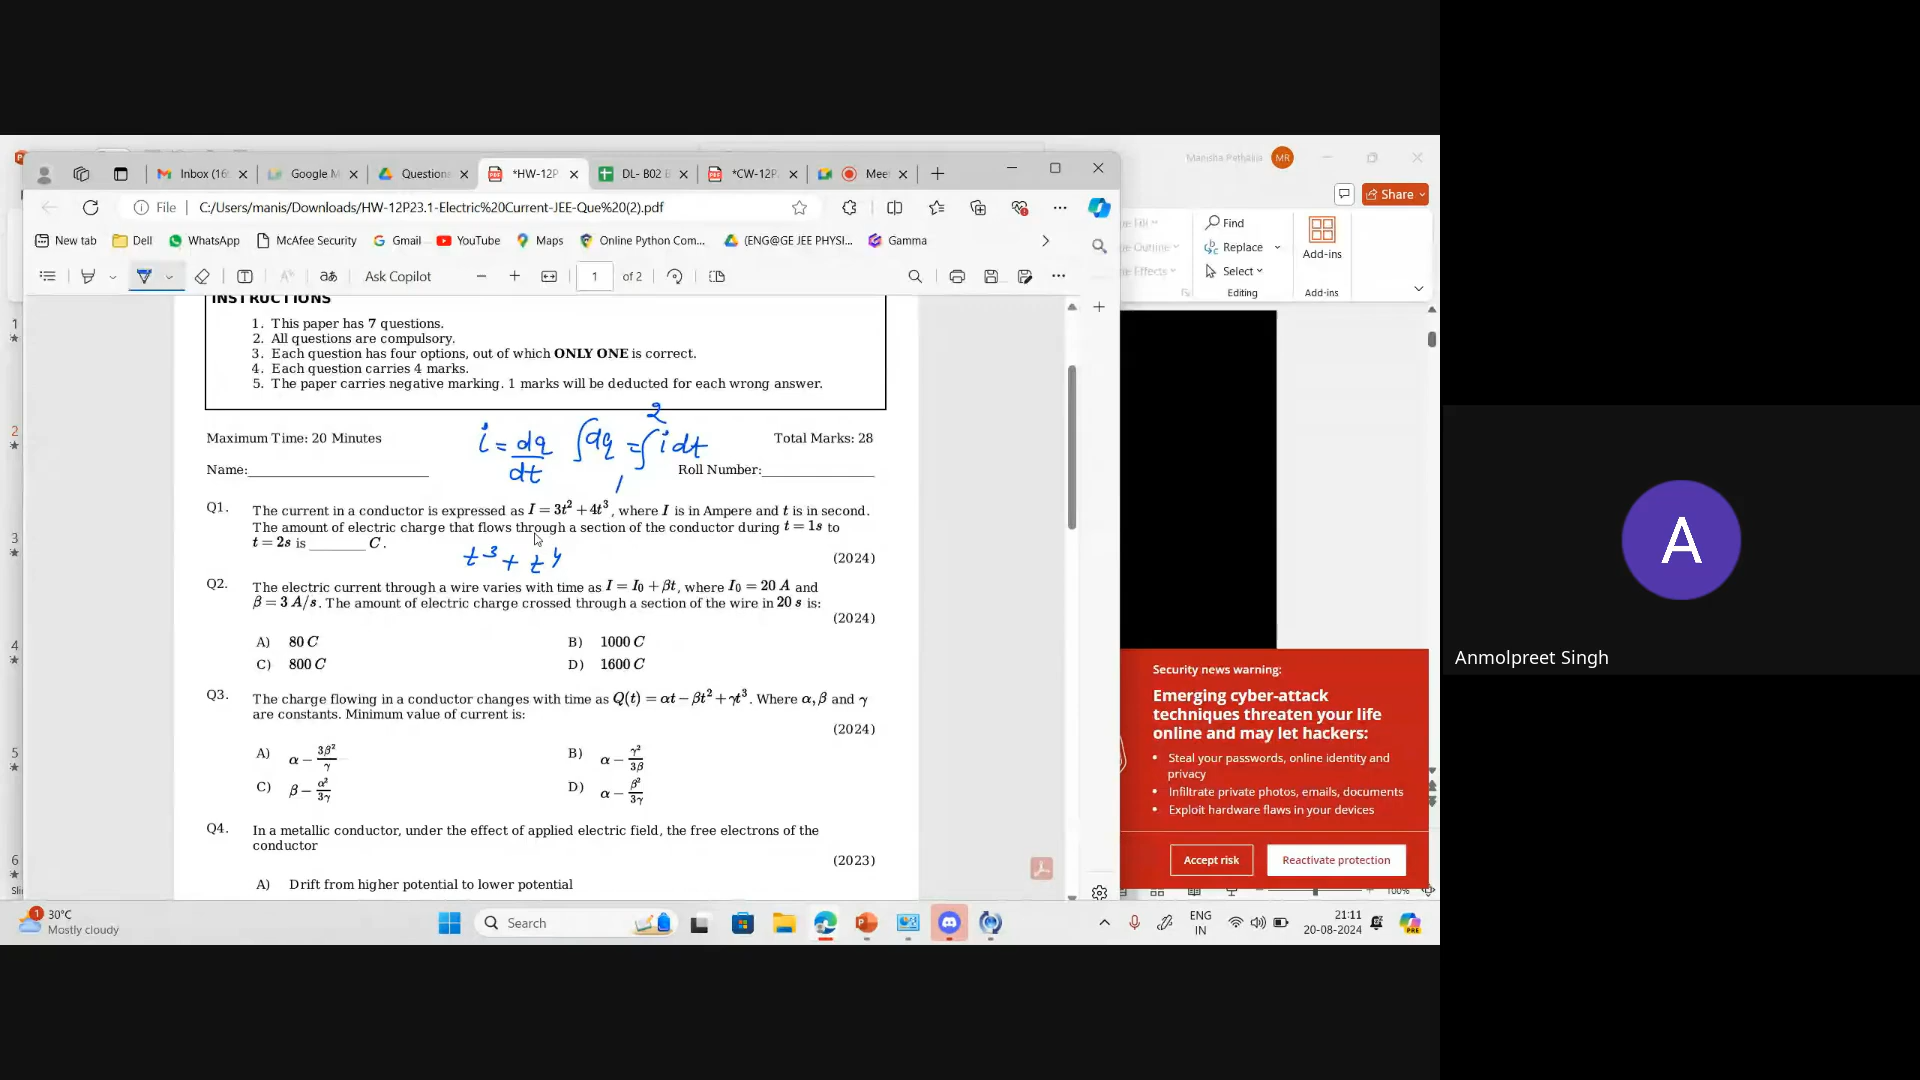 Inbox (16
Google M
Question
*HW-12P
DL- B02 B
*CW-12P
Mee
Manisha Pathania MR
File C:/Users/manis/Downloads/HW-12P23.1-Electric%20Current-JEE-Que%20(2).pdf
Share
New tab Dell WhatsApp McAfee Security Gmail YouTube Maps Online Python Com... (ENG@GE JEE PHYSI... Gamma
Find
Replace
Select
Add-ins
Editing Add-ins
Ask Copilot 1 of 2
INSTRUCTIONS
1. This paper has 7 questions.
2. All questions are compulsory.
3. Each question has four options, out of which ONLY ONE is correct.
4. Each question carries 4 marks.
5. The paper carries negative marking. 1 marks will be deducted for each wrong answer.
i = dq/dt ∫dq = ∫₁² i dt
Maximum Time: 20 Minutes Total Marks: 28
Name: Roll Number:
Q1. The current in a conductor is expressed as I = 3t² + 4t³, where I is in Ampere and t is in second.
The amount of electric charge that flows through a section of the conductor during t = 1s to
t = 2s is ________ C.
(2024)
t³ + t⁴
Q2. The electric current through a wire varies with time as I = I₀ + βt, where I₀ = 20 A and
β = 3 A/s. The amount of electric charge crossed through a section of the wire in 20 s is:
(2024)
A) 80 C B) 1000 C
C) 800 C D) 1600 C
Q3. The charge flowing in a conductor changes with time as Q(t) = αt − βt² + γt³. Where α, β and γ
are constants. Minimum value of current is:
(2024)
A) α − 3β²/γ B) α − γ²/3β
C) β − α²/3γ D) α − β²/3γ
Q4. In a metallic conductor, under the effect of applied electric field, the free electrons of the
conductor
(2023)
A) Drift from higher potential to lower potential
1
2
3
4
5
6
Security news warning:
Emerging cyber-attack
techniques threaten your life
online and may let hackers:
• Steal your passwords, online identity and
privacy
• Infiltrate private photos, emails, documents
• Exploit hardware flaws in your devices
Accept risk Reactivate protection
100%
Anmolpreet Singh
A
1
30°C
Mostly cloudy
Search
ENG
IN
21:11
20-08-2024
PRE